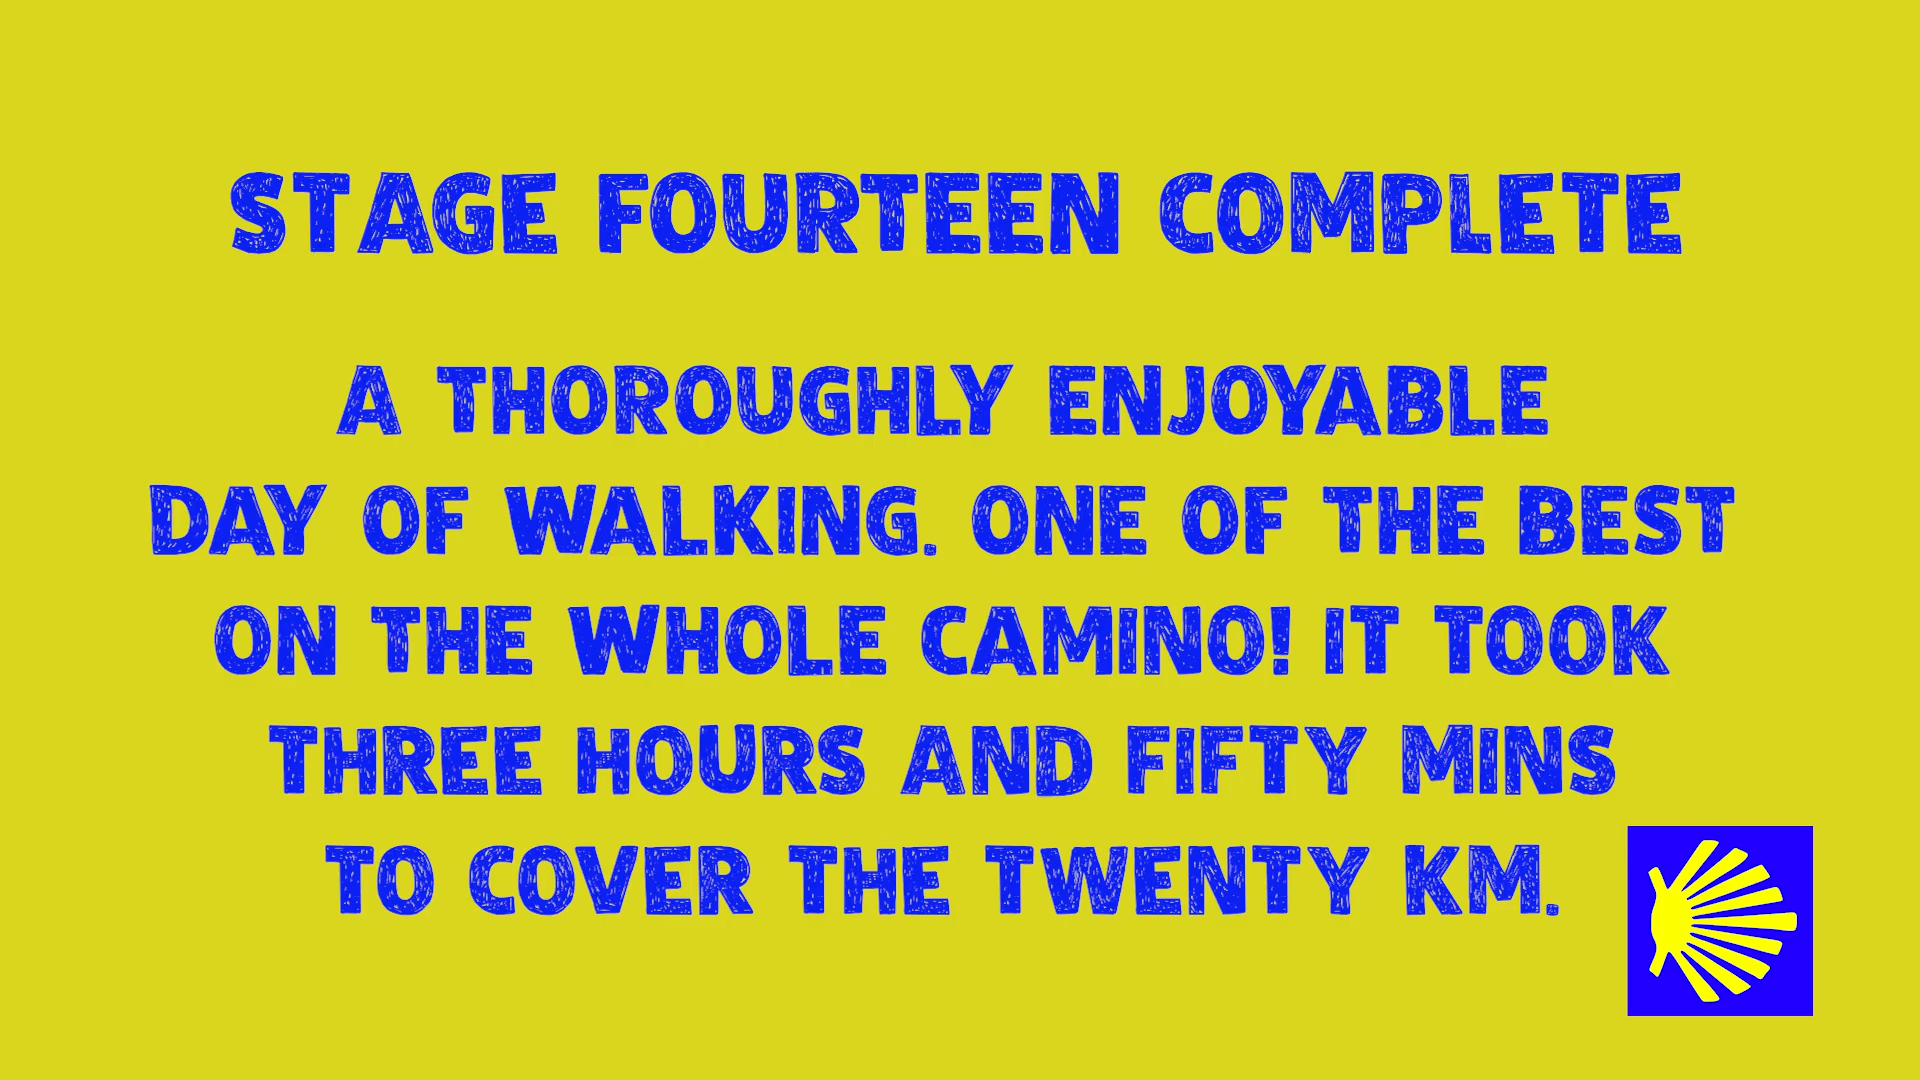 STAGE FOURTEEN COMPLETE
A THOROUGHLY ENJOYABLE
DAY OF WALKING. ONE OF THE BEST
ON THE WHOLE CAMINO! IT TOOK
THREE HOURS AND FIFTY MINS
TO COVER THE TWENTY KM.